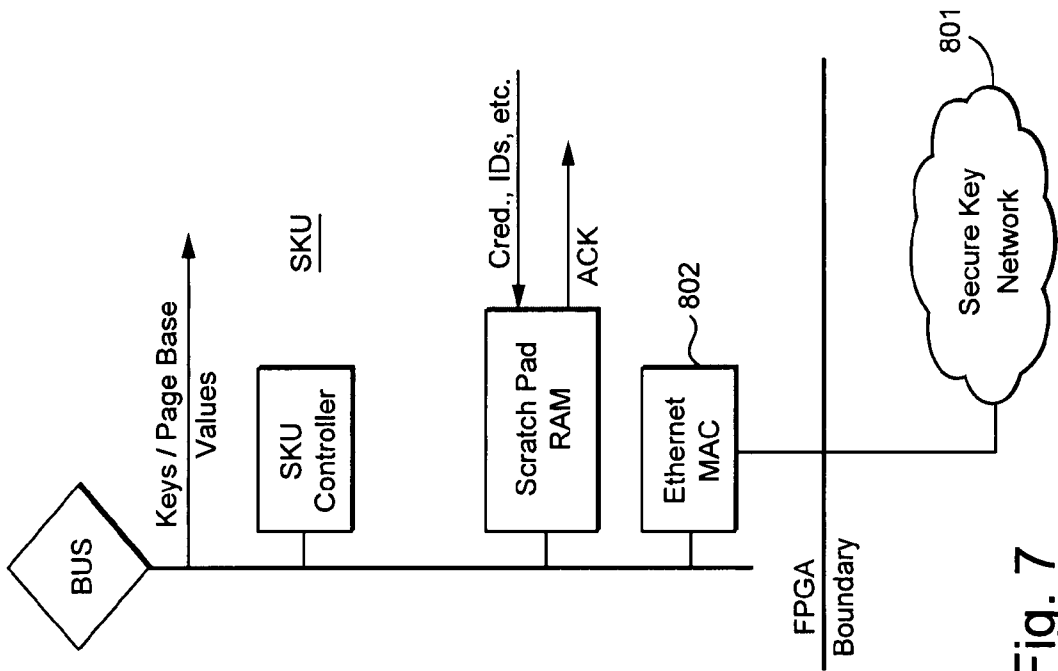 BUS
Keys / Page Base
Values
SKU
Controller
SKU
Cred., IDs, etc.
Scratch Pad
RAM
ACK
802
Ethernet
MAC
FPGA
Boundary
801
Secure Key
Network
Fig. 7